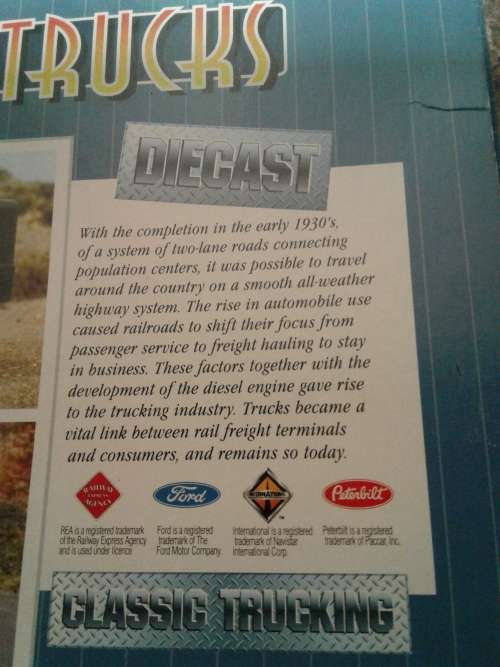 TRUCKS
DIECAST
With the completion in the early 1930's,
of a system of two-lane roads connecting
population centers, it was possible to travel
around the country on a smooth all-weather
highway system. The rise in automobile use
caused railroads to shift their focus from
passenger service to freight hauling to stay
in business. These factors together with the
development of the diesel engine gave rise
to the trucking industry. Trucks became a
vital link between rail freight terminals
and consumers, and remains so today.
RAILWAY
EXPRESS
AGENCY
Ford
INTERNATIONAL
Peterbilt
REA is a registered trademark
of the Railway Express Agency
and is used under licence
Ford is a registered
trademark of The
Ford Motor Company.
International is a registered
trademark of Navistar
International Corp.
Peterbilt is a registered
trademark of Paccar, Inc.
CLASSIC TRUCKING